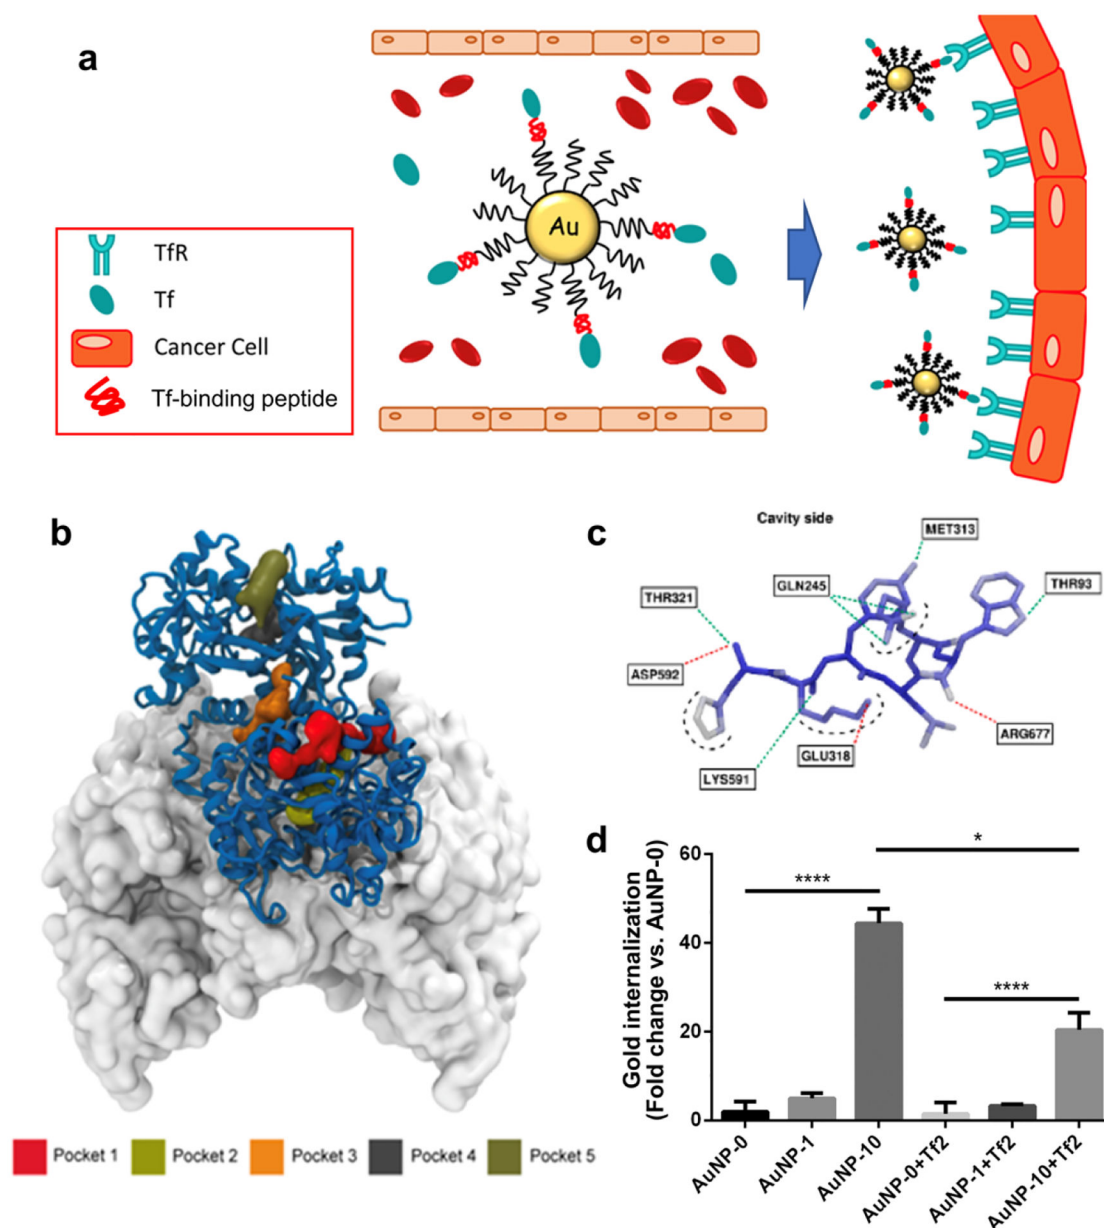 a
Au
TfR
Tf
Cancer Cell
Tf-binding peptide
b
Pocket 1
Pocket 2
Pocket 3
Pocket 4
Pocket 5
c
Cavity side
MET313
GLN245
THR93
THR321
ASP592
ARG677
GLU318
LYS591
d
*
****
****
Gold internalization
(Fold change vs. AuNP-0)
60
40
20
0
AuNP-0
AuNP-1
AuNP-10
AuNP-0+Tf2
AuNP-1+Tf2
AuNP-10+Tf2